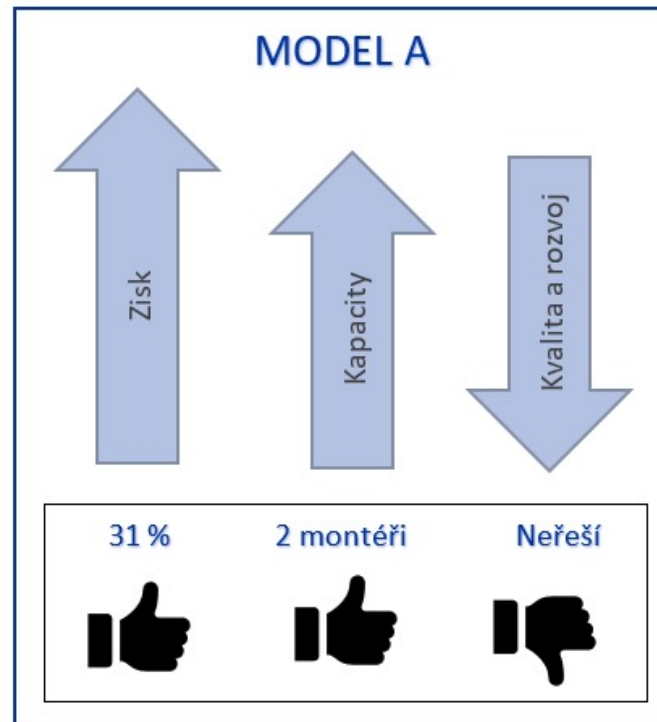 MODEL A
Zisk
Kapacity
Kvalita a rozvoj
31 %
2 montéři
Neřeší